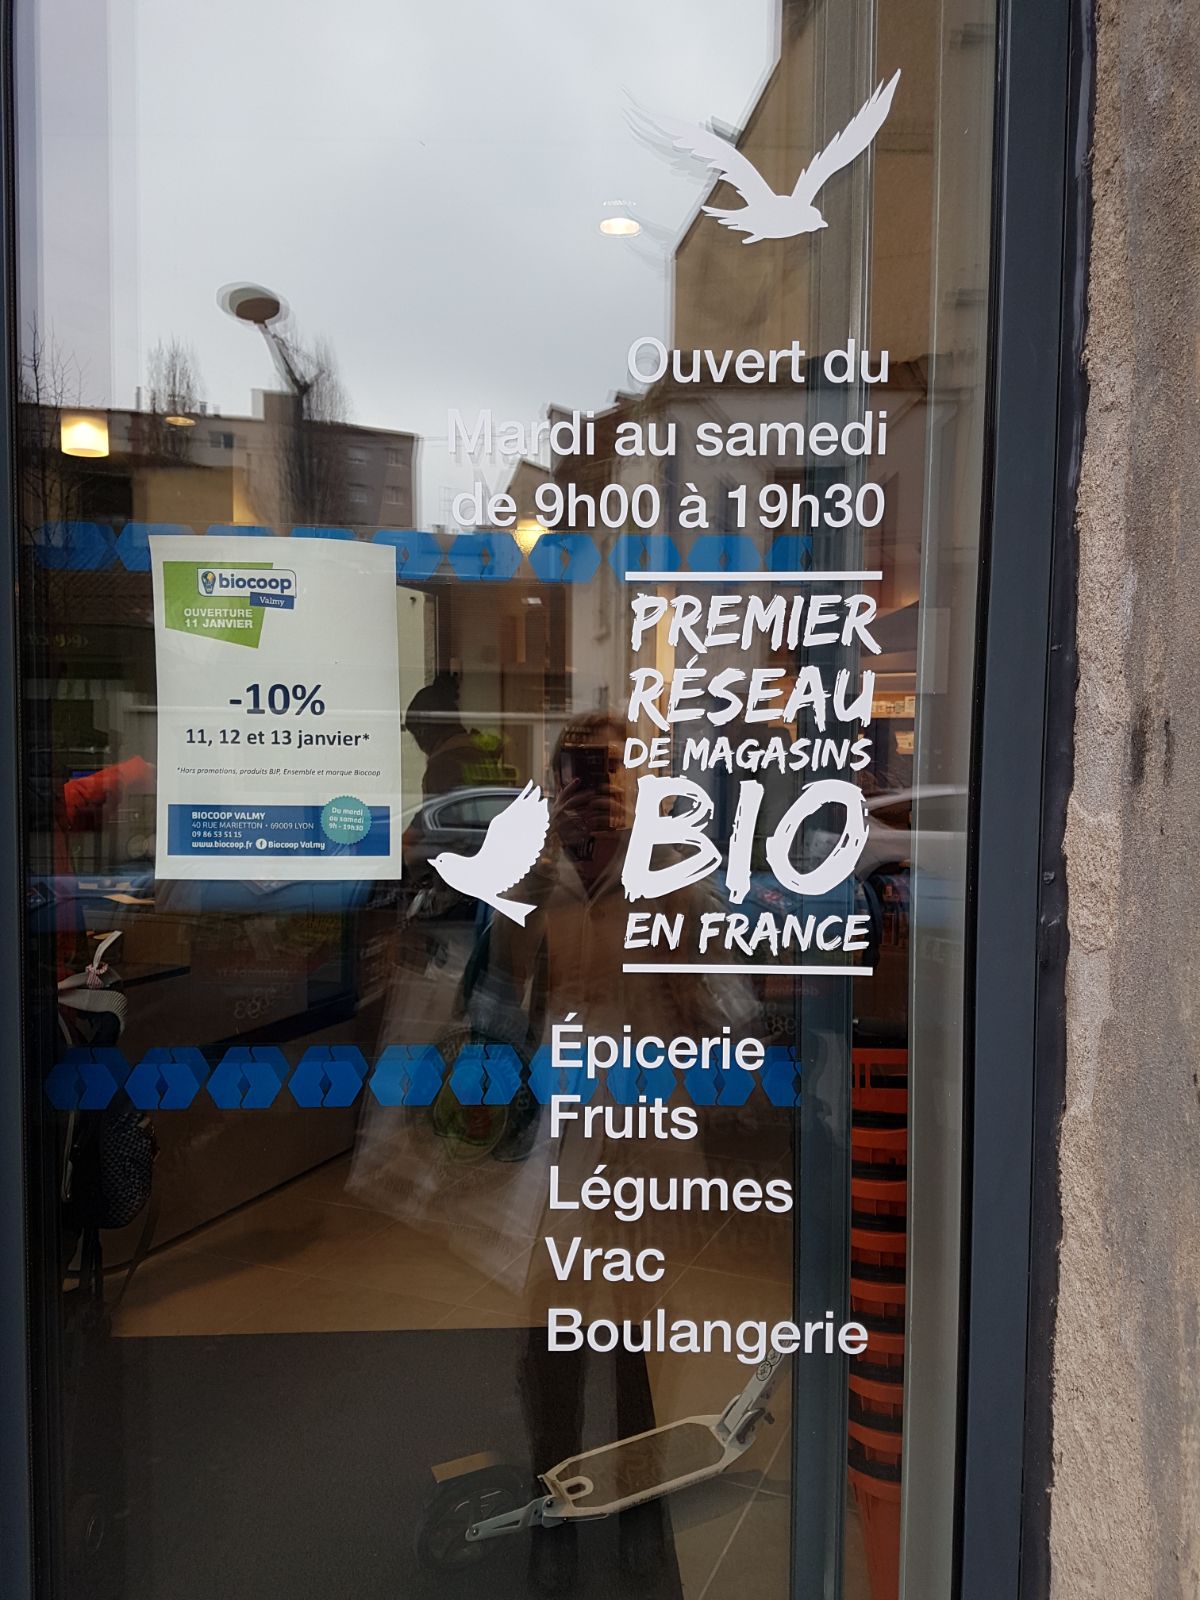 Ouvert du
Mardi au samedi
de 9h00 à 19h30
PREMIER
RÉSEAU
DE MAGASINS
BIO
EN FRANCE
Épicerie
Fruits
Légumes
Vrac
Boulangerie
biocoop
Valmy
OUVERTURE
11 JANVIER
-10%
11, 12 et 13 janvier*
*Hors promotions, produits BJP, Ensemble et marque Biocoop
BIOCOOP VALMY
40 RUE MARIETTON • 69009 LYON
09 86 53 51 15
www.biocoop.fr f Biocoop Valmy
Du mardi
au samedi
9h - 19h30